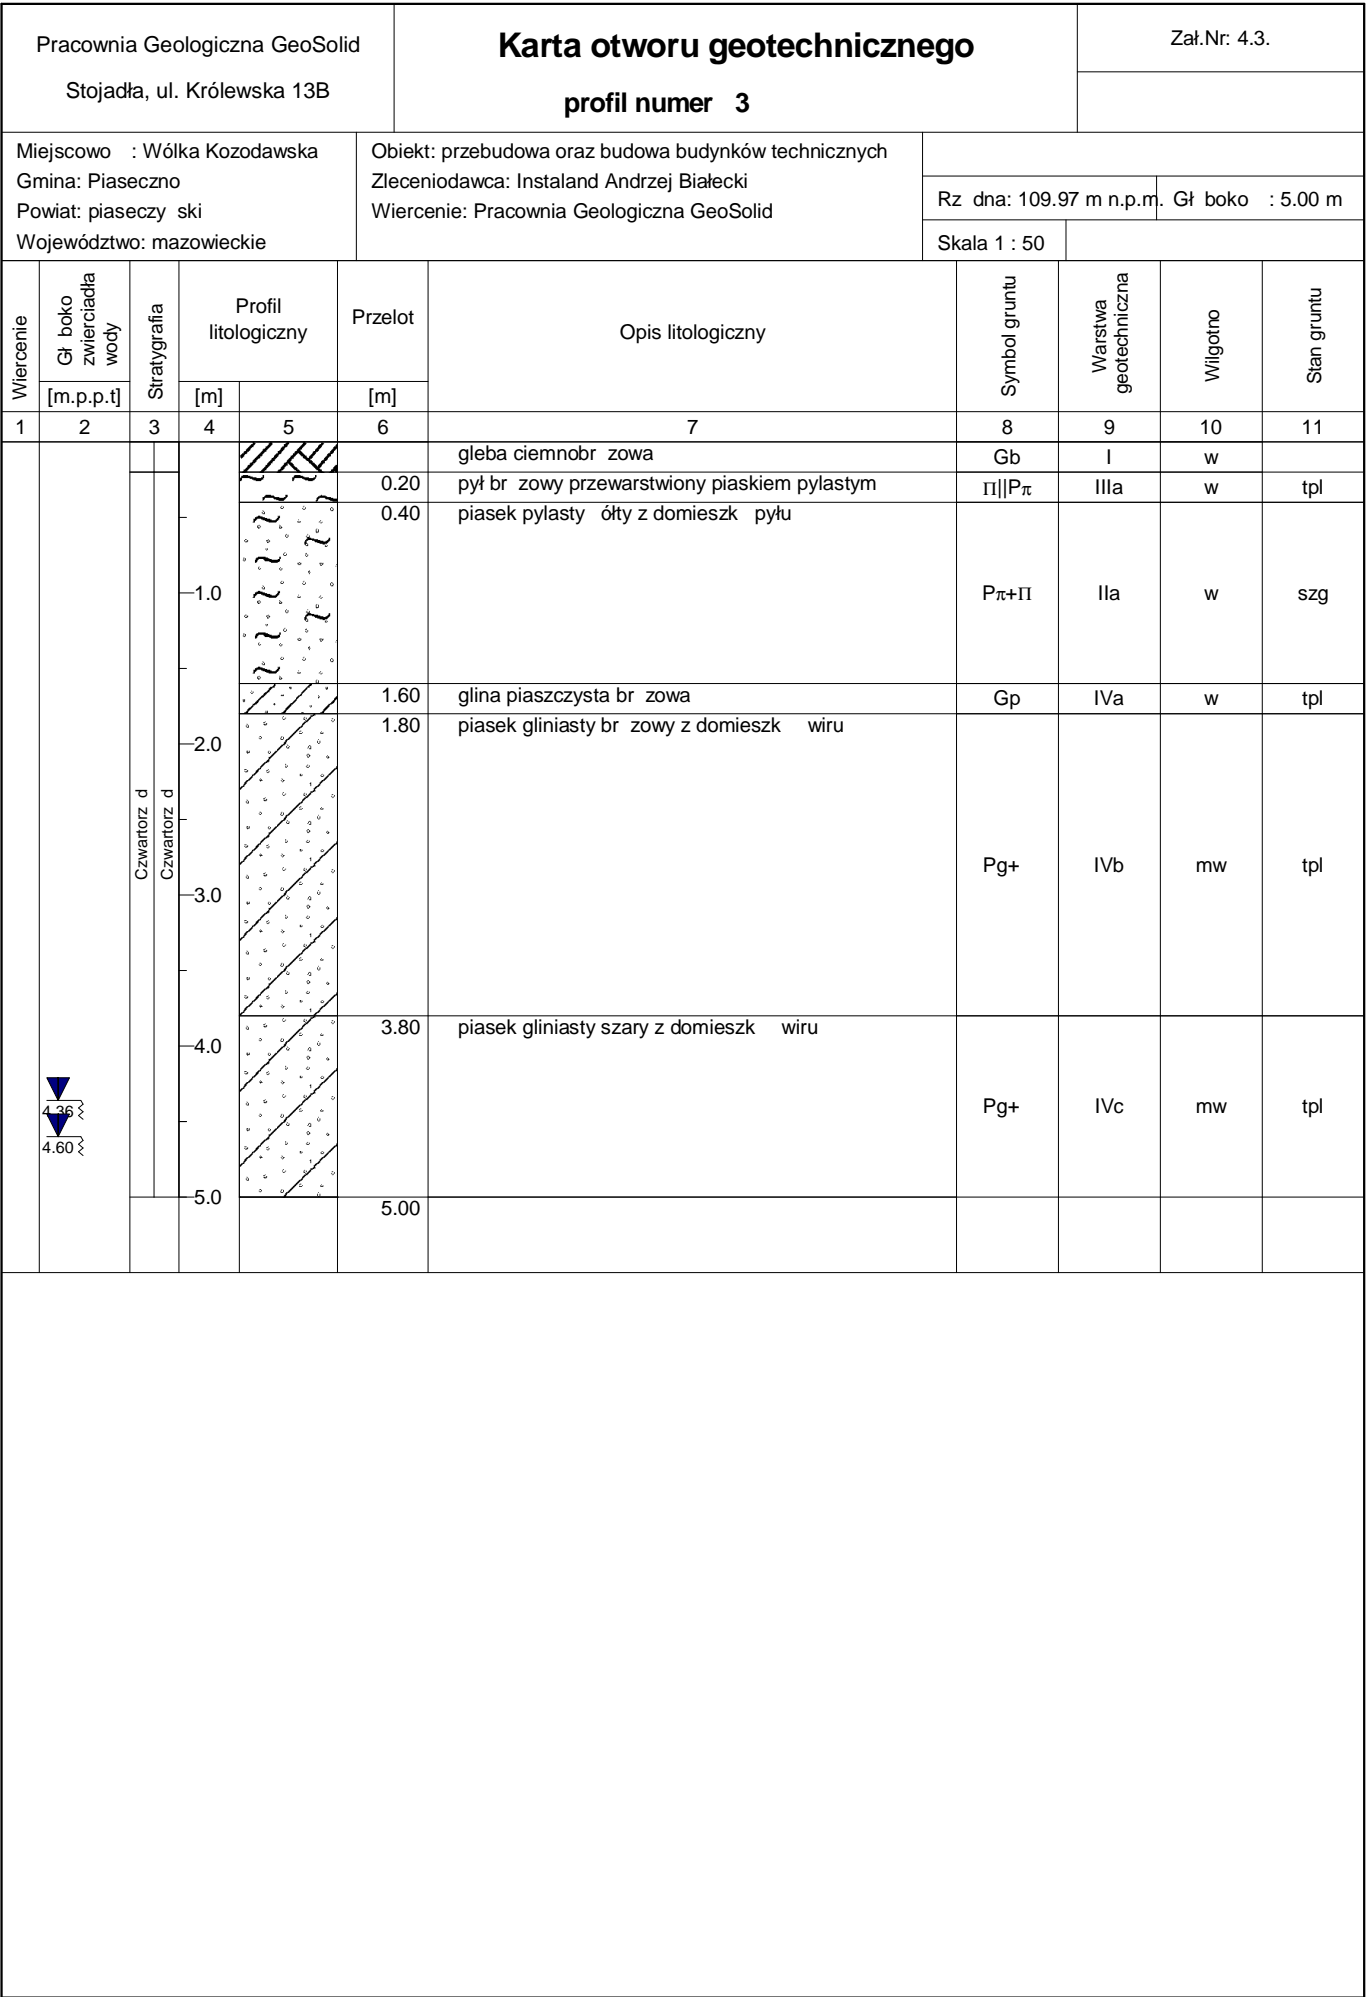 Pracownia Geologiczna GeoSolid
Stojadła, ul. Królewska 13B
Karta otworu geotechnicznego
profil numer 3
Zał.Nr: 4.3.
Miejscowo : Wólka Kozodawska
Gmina: Piaseczno
Powiat: piaseczy ski
Województwo: mazowieckie
Obiekt: przebudowa oraz budowa budynków technicznych
Zleceniodawca: Instaland Andrzej Białecki
Wiercenie: Pracownia Geologiczna GeoSolid
Rz dna: 109.97 m n.p.m. Gł boko : 5.00 m
Skala 1 : 50
Wiercenie
Gł boko
zwierciadła
wody
[m.p.p.t]
Stratygrafia
Profil
litologiczny
[m]
Przelot
[m]
Opis litologiczny
Symbol gruntu
Warstwa
geotechniczna
Wilgotno
Stan gruntu
1 2 3 4 5 6 7 8 9 10 11
gleba ciemnobr zowa Gb I w
0.20 pył br zowy przewarstwiony piaskiem pylastym Π||Pπ IIIa w tpl
0.40 piasek pylasty ółty z domieszk pyłu
1.0 Pπ+Π IIa w szg
1.60 glina piaszczysta br zowa Gp IVa w tpl
1.80 piasek gliniasty br zowy z domieszk wiru
2.0
Czwartorz d
Czwartorz d
Pg+ IVb mw tpl
3.0
3.80 piasek gliniasty szary z domieszk wiru
4.0
4.36
Pg+ IVc mw tpl
4.60
5.0
5.00